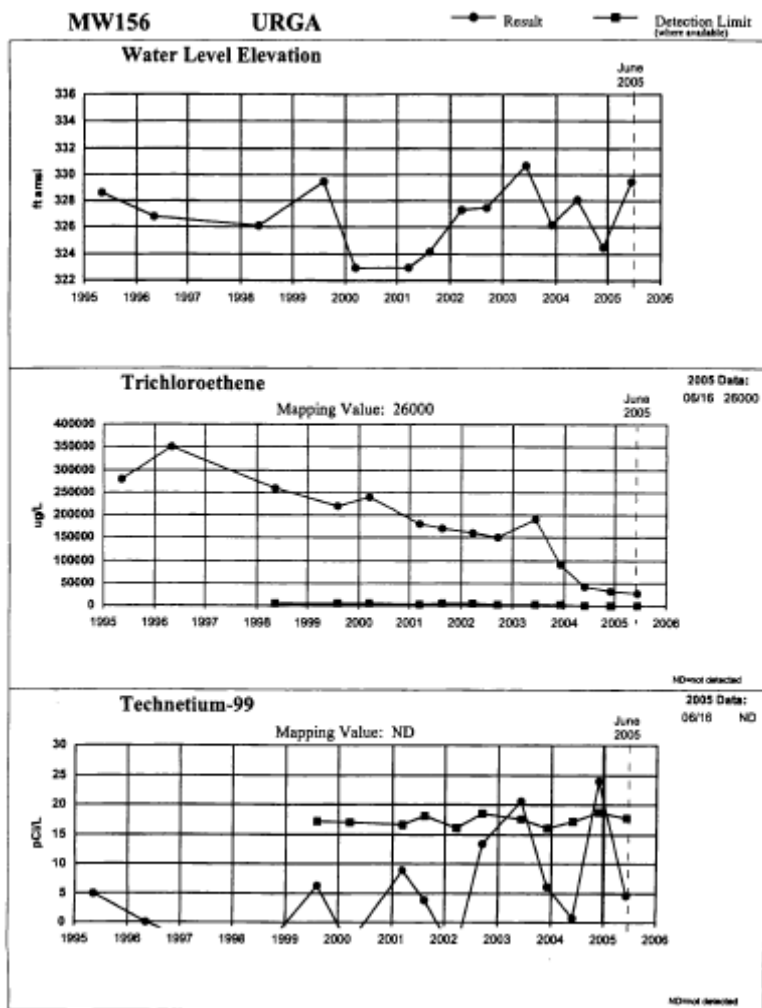 MW156 URGA Result Detection Limit
(where available)
Water Level Elevation
June
2005
336
334
332
330
328
326
324
322
ft amsl
1995 1996 1997 1998 1999 2000 2001 2002 2003 2004 2005 2006
Trichloroethene
2005 Data:
06/16 26000
Mapping Value: 26000
June
2005
400000
350000
300000
250000
200000
150000
100000
50000
0
ug/L
1995 1996 1997 1998 1999 2000 2001 2002 2003 2004 2005 2006
ND=not detected
Technetium-99
2005 Data:
06/16 ND
Mapping Value: ND
June
2005
30
25
20
15
10
5
0
pCi/L
1995 1996 1997 1998 1999 2000 2001 2002 2003 2004 2005 2006
ND=not detected